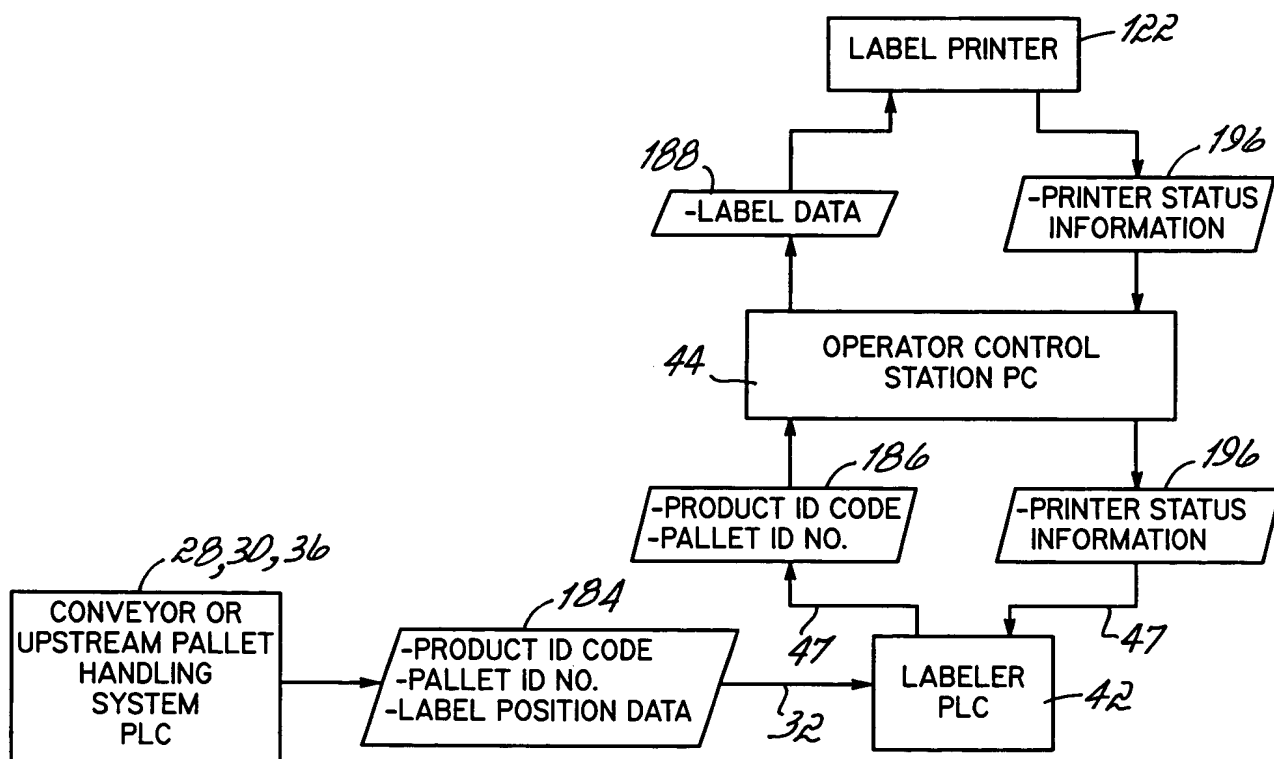 122
LABEL PRINTER
188
196
-LABEL DATA
-PRINTER STATUS
INFORMATION
OPERATOR CONTROL
STATION PC
44
186
196
-PRODUCT ID CODE
-PALLET ID NO.
-PRINTER STATUS
INFORMATION
28, 30, 36
CONVEYOR OR
UPSTREAM PALLET
HANDLING
SYSTEM
PLC
184
-PRODUCT ID CODE
-PALLET ID NO.
-LABEL POSITION DATA
32
47
47
LABELER
PLC
42